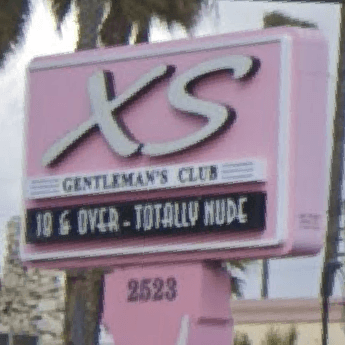 XS
GENTLEMAN'S CLUB
18 & OVER - TOTALLY NUDE
2523